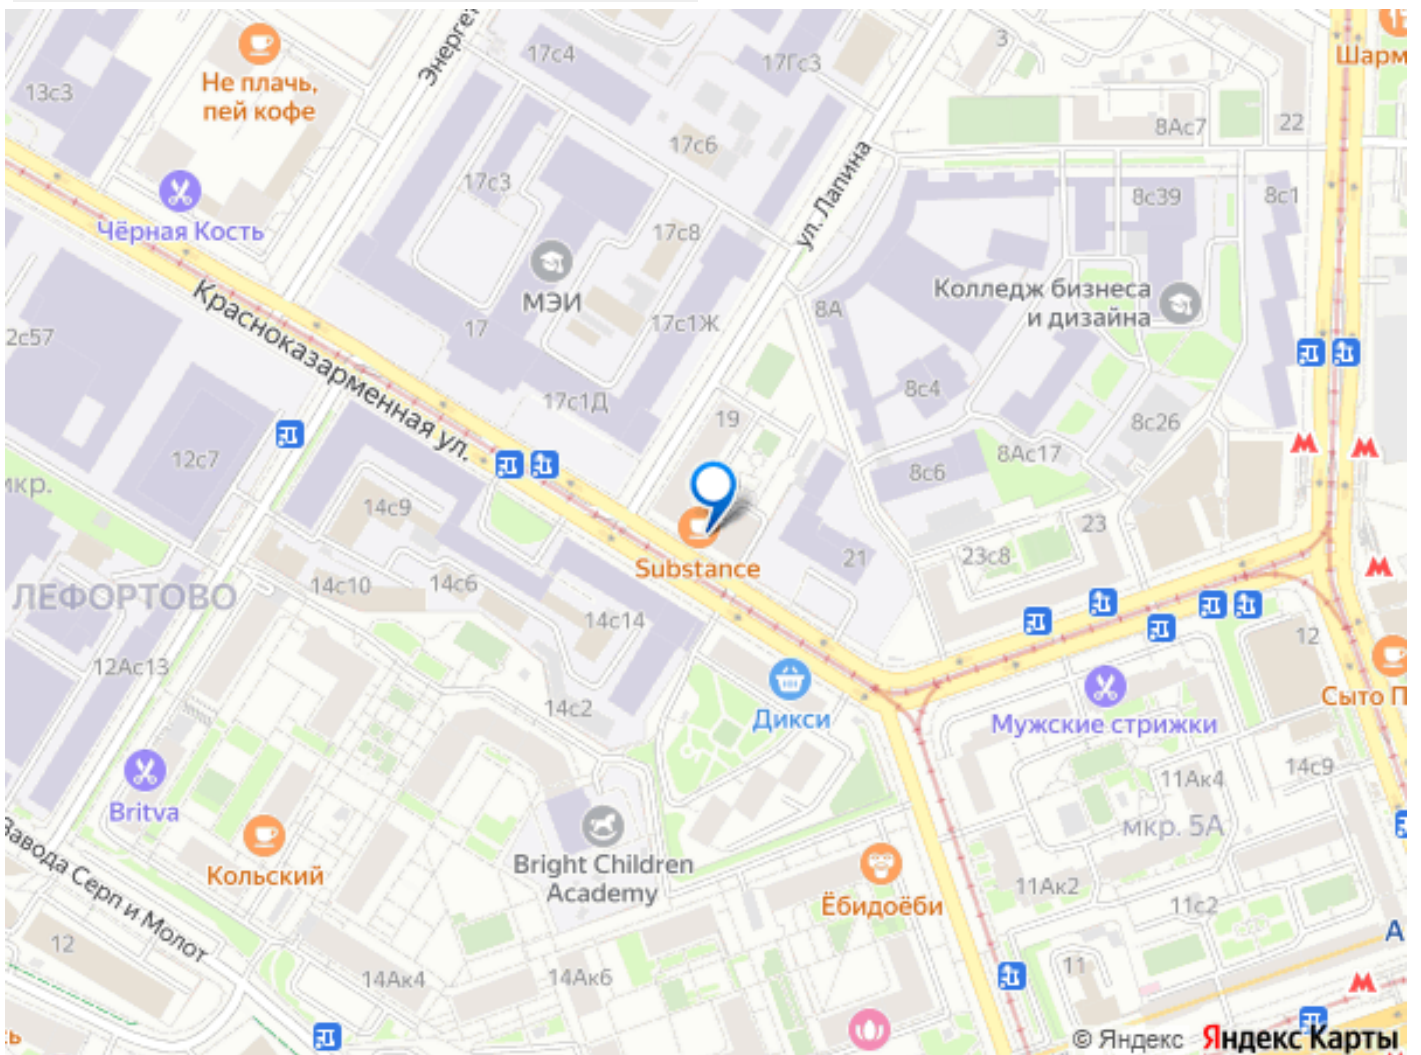 Энергет
17с4
17Гс3
3
Шарм
13с3
Не плачь,
пей кофе
17с6
8Ас7
22
17с3
ул. Лапина
8с39
8с1
Чёрная Кость
17с8
МЭИ
Колледж бизнеса
и дизайна
Красноказарменная ул.
2с57
17
17с1Ж
8А
8с4
17с1Д
19
8с26
12с7
8с6
8Ас17
мкр.
14с9
23
23с8
21
Substance
ЛЕФОРТОВО
14с10
14с6
14с14
12
12Ас13
Сыто П
14с2
Дикси
Мужские стрижки
14с9
11Ак4
Britva
мкр. 5А
Завода Серп и Молот
Кольский
Bright Children
Academy
11Ак2
Ёбидоёби
11с2
12
А
14Ак4
14Ак6
11
ь
© Яндекс Яндекс Карты